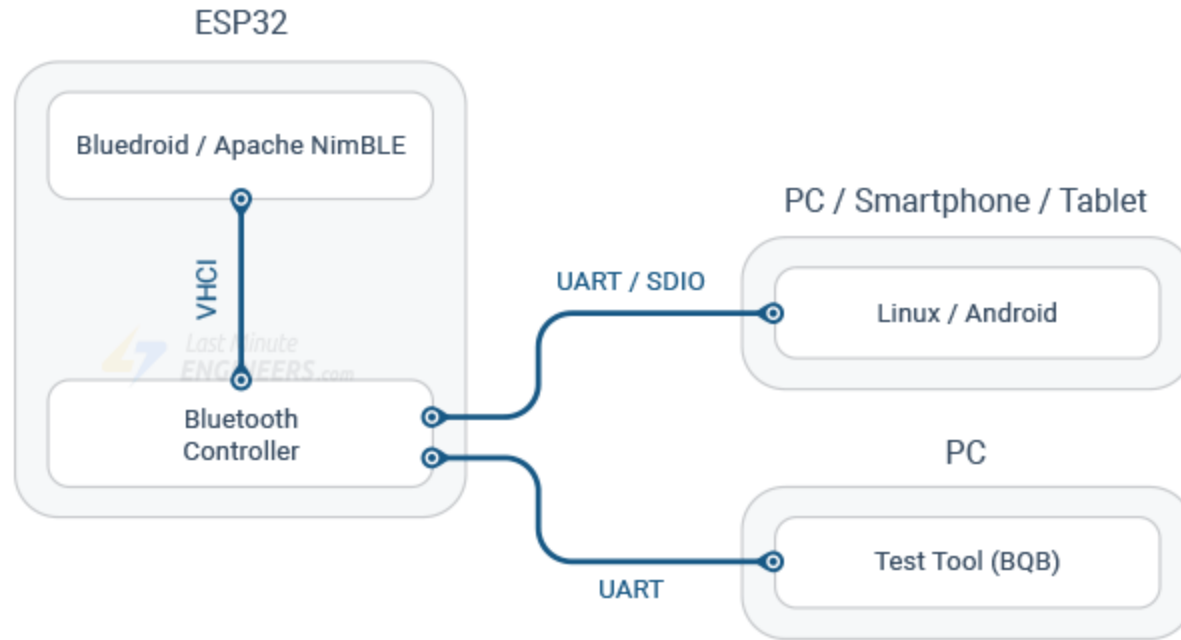 ESP32
Bluedroid / Apache NimBLE
VHCI
Last Minute
ENGINEERS.com
Bluetooth
Controller
PC / Smartphone / Tablet
UART / SDIO
Linux / Android
PC
Test Tool (BQB)
UART